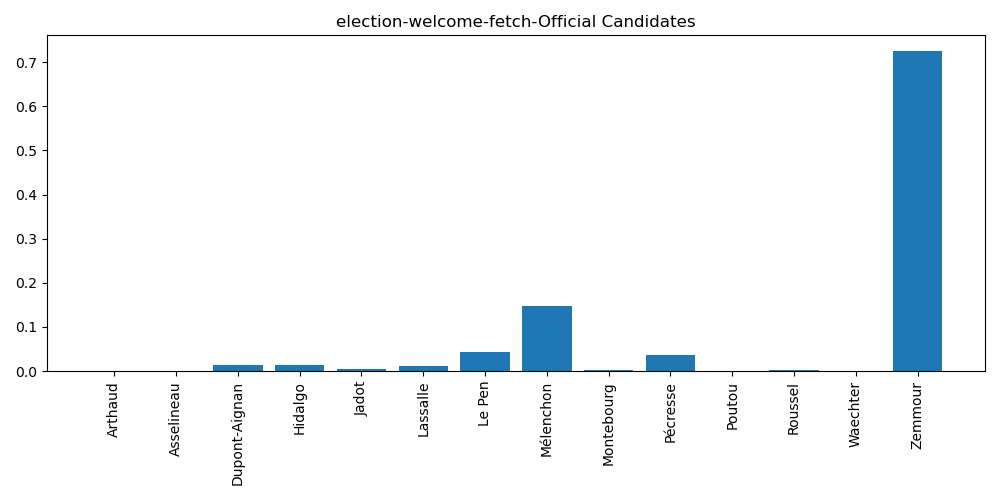 election-welcome-fetch-Official Candidates
0.7
0.6
0.5
0.4
0.3
0.2
0.1
0.0
Arthaud
Asselineau
Dupont-Aignan
Hidalgo
Jadot
Lassalle
Le Pen
Mélenchon
Montebourg
Pécresse
Poutou
Roussel
Waechter
Zemmour